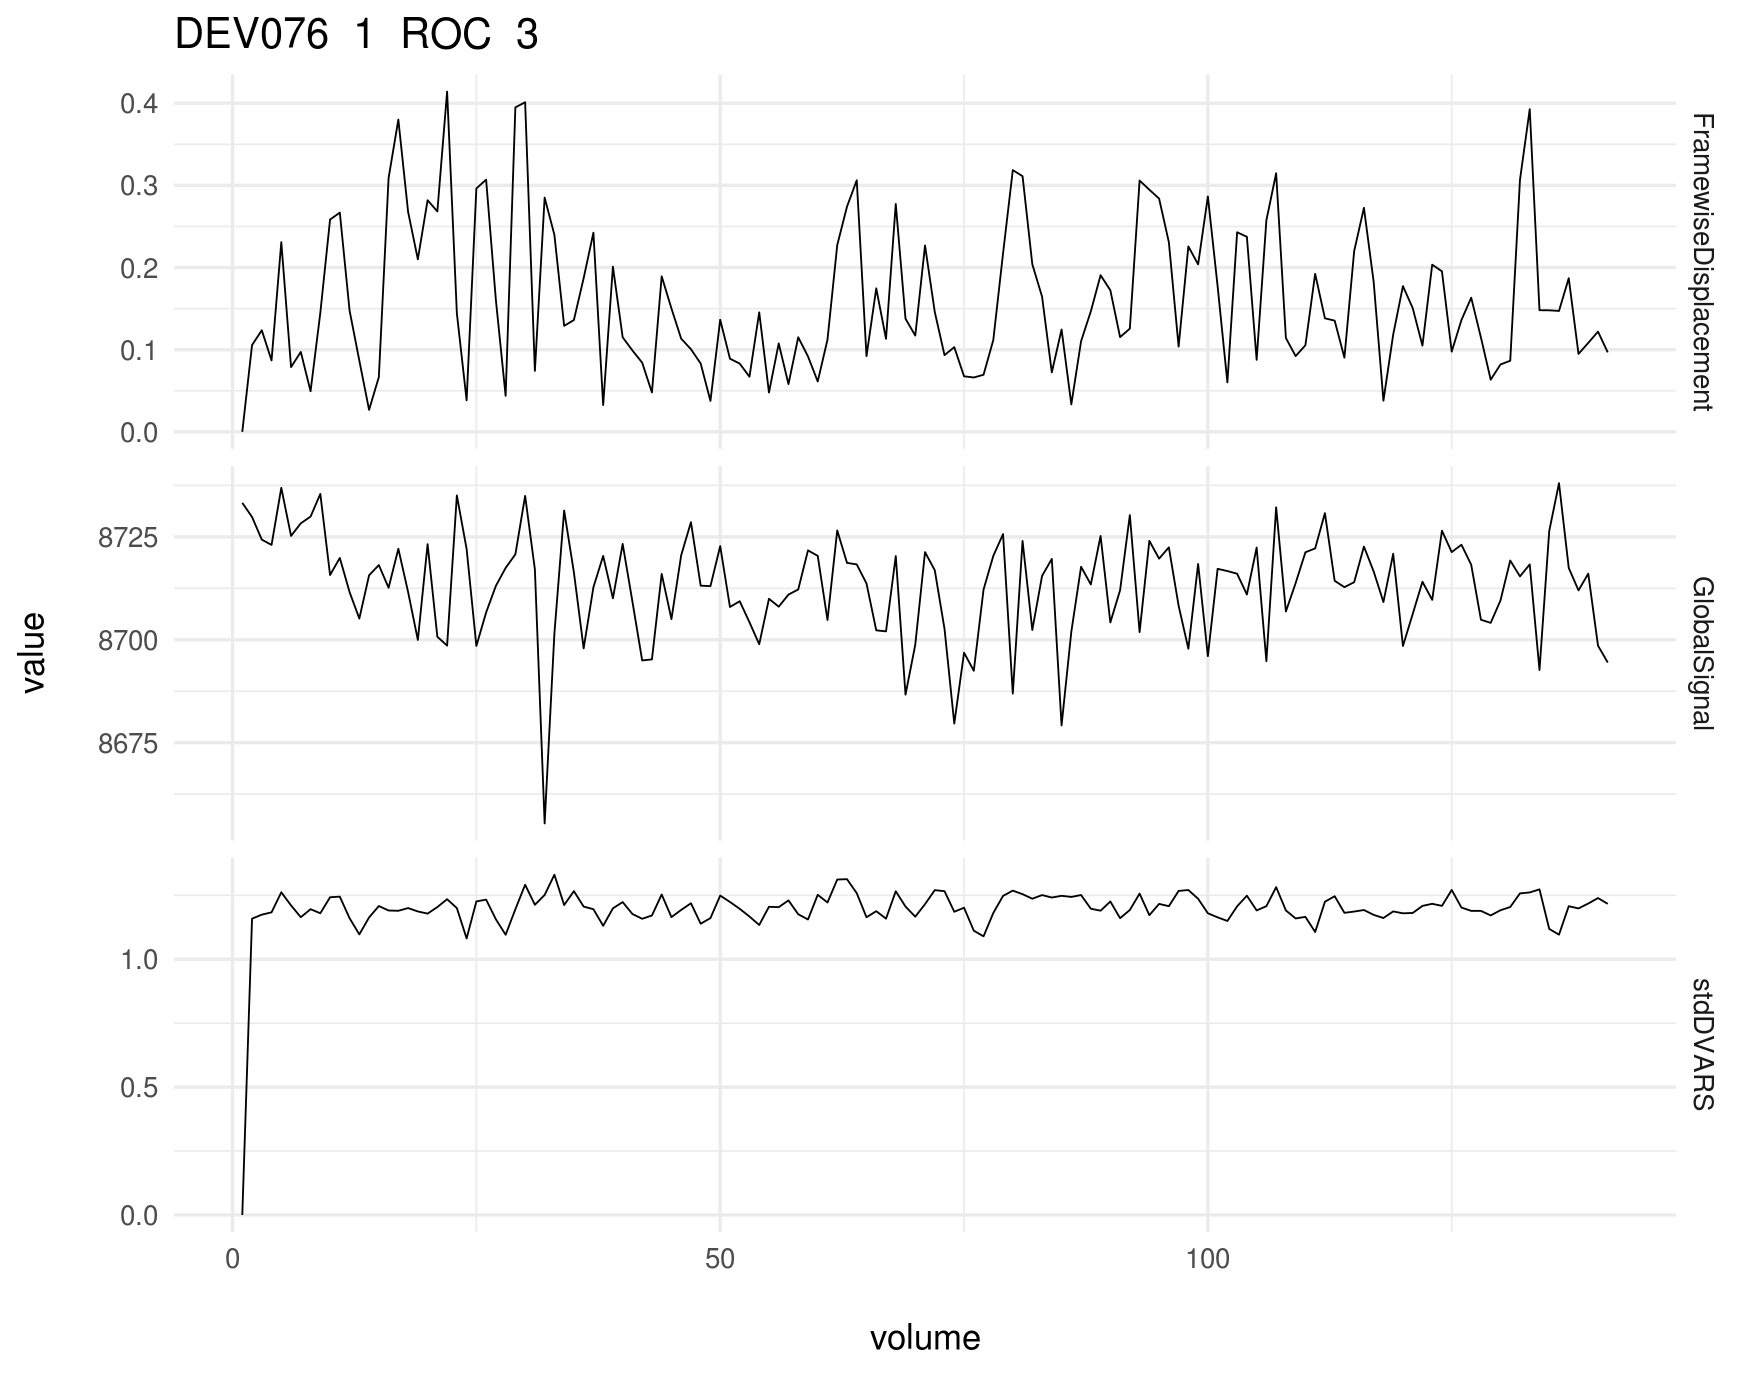 DEV076 1 ROC 3
0.4
0.3
0.2
0.1
0.0
FramewiseDisplacement
8725
8700
8675
GlobalSignal
value
1.0
0.5
0.0
stdDVARS
0 50 100
volume